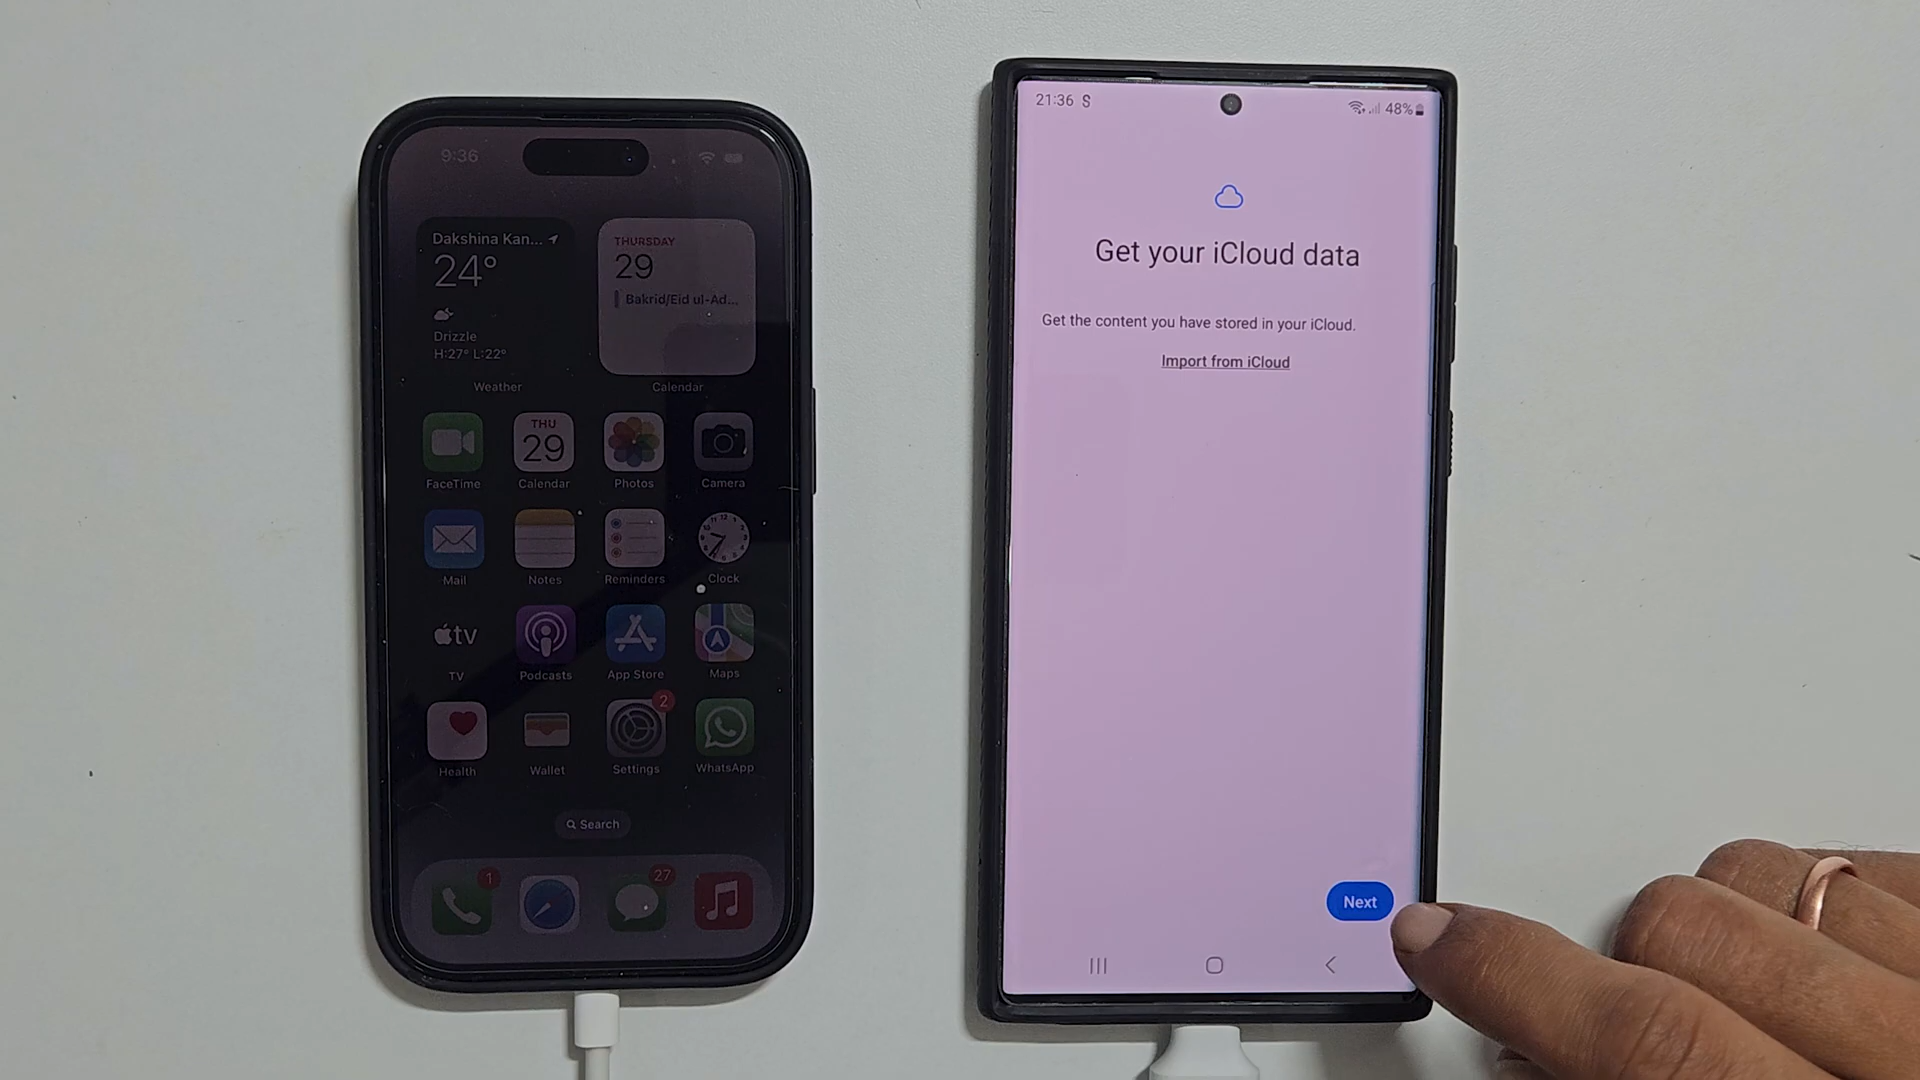 9:36
Dakshina Kan...
24°
Drizzle
H:27° L:22°
Weather
THURSDAY
29
Bakrid/Eid ul-Ad...
Calendar
FaceTime
THU
29
Calendar
Photos
Camera
Mail
Notes
Reminders
Clock
tv
TV
Podcasts
App Store
Maps
Health
Wallet
2
Settings
WhatsApp
Search
1
27
21:36 S
48%
Get your iCloud data
Get the content you have stored in your iCloud.
Import from iCloud
Next